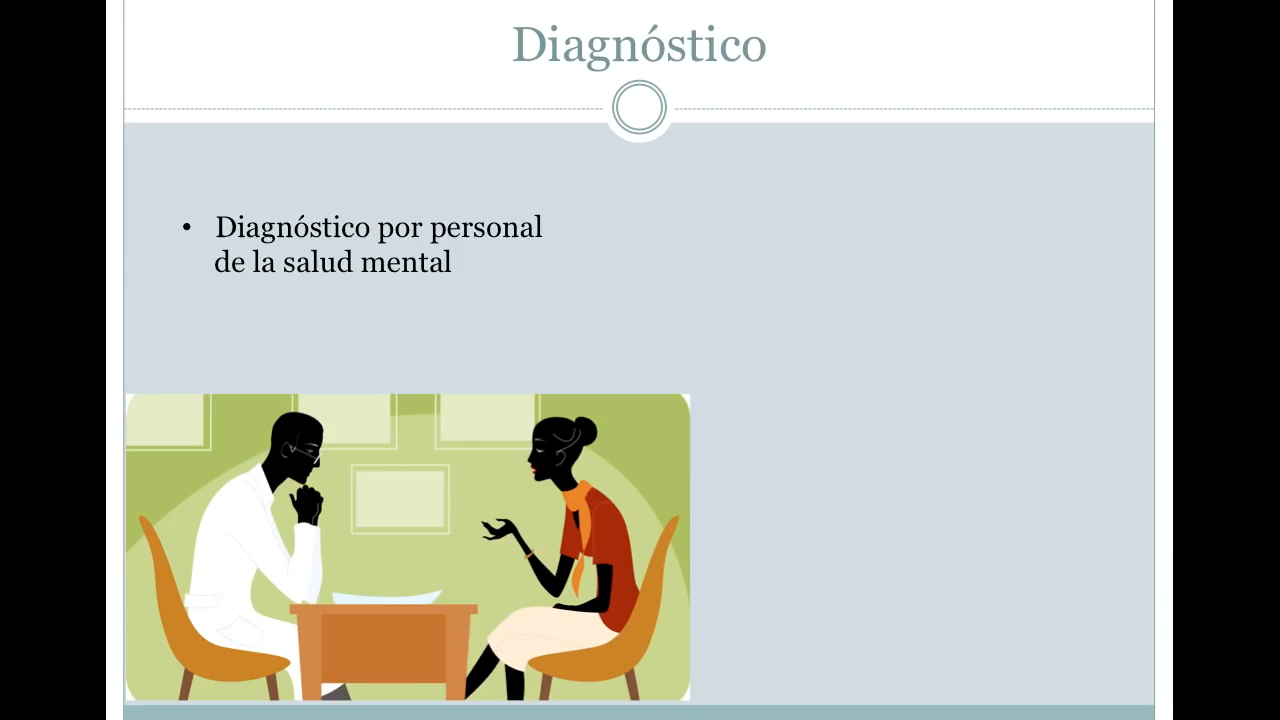 Diagnóstico
• Diagnóstico por personal
de la salud mental